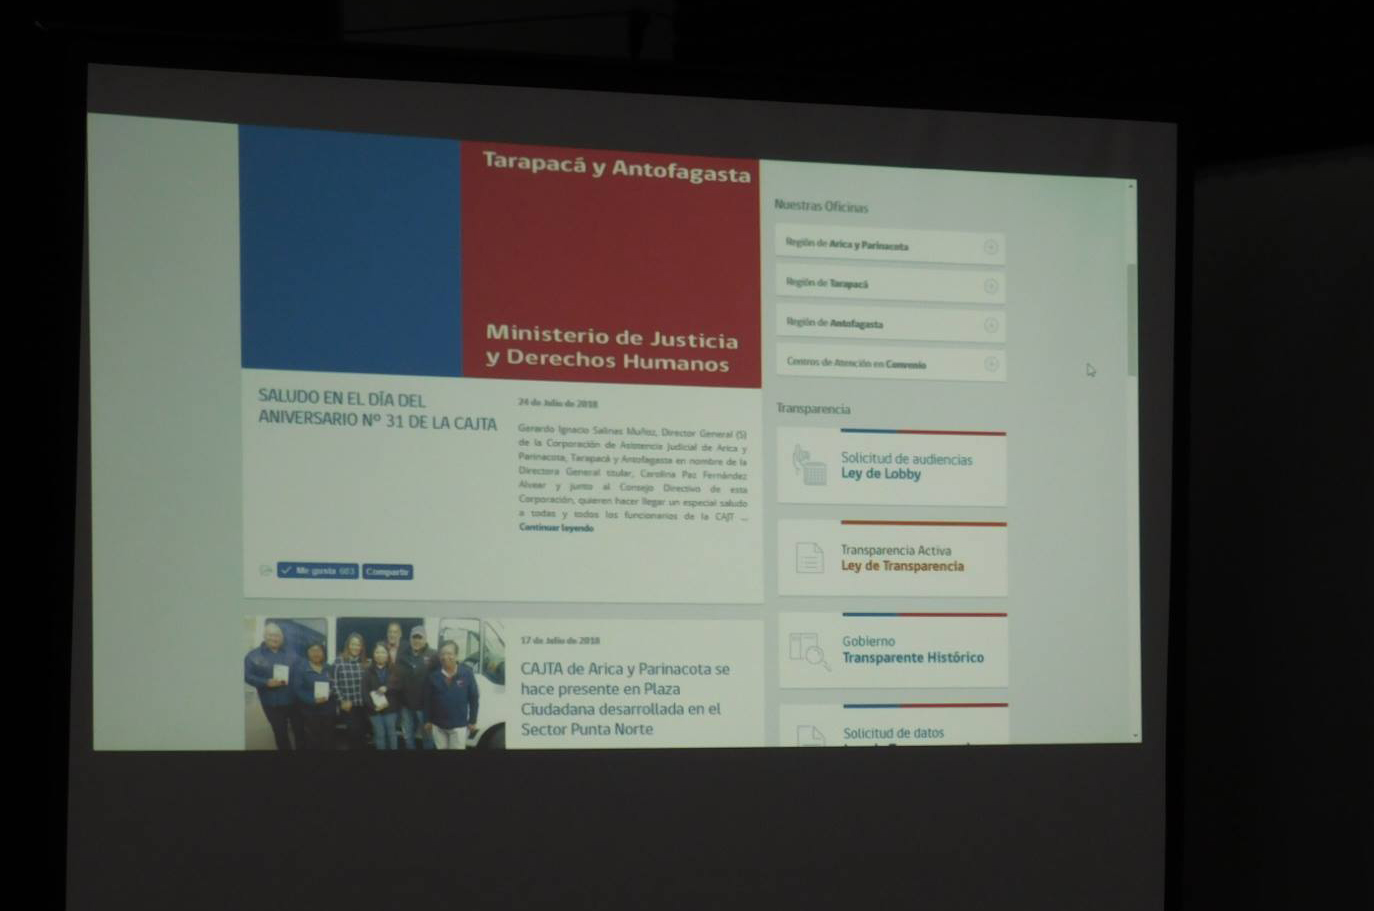 Tarapacá y Antofagasta
Ministerio de Justicia
y Derechos Humanos
SALUDO EN EL DÍA DEL
ANIVERSARIO Nº 31 DE LA CAJTA
24 de Julio de 2018
Gerardo Ignacio Salinas Muñoz, Director General (S)
de la Corporación de Asistencia Judicial de Arica y
Parinacota, Tarapacá y Antofagasta en nombre de la
Directora General titular, Carolina Paz Fernández
Alvear y junto al Consejo Directivo de esta
Corporación, quieren hacer llegar un especial saludo
a todas y todos los funcionarios de la CAJT ...
Continuar leyendo
Me gusta 603
Compartir
17 de Julio de 2018
CAJTA de Arica y Parinacota se
hace presente en Plaza
Ciudadana desarrollada en el
Sector Punta Norte
Nuestras Oficinas
Región de Arica y Parinacota
Región de Tarapacá
Región de Antofagasta
Centros de Atención en Convenio
Transparencia
Solicitud de audiencias
Ley de Lobby
Transparencia Activa
Ley de Transparencia
Gobierno
Transparente Histórico
Solicitud de datos